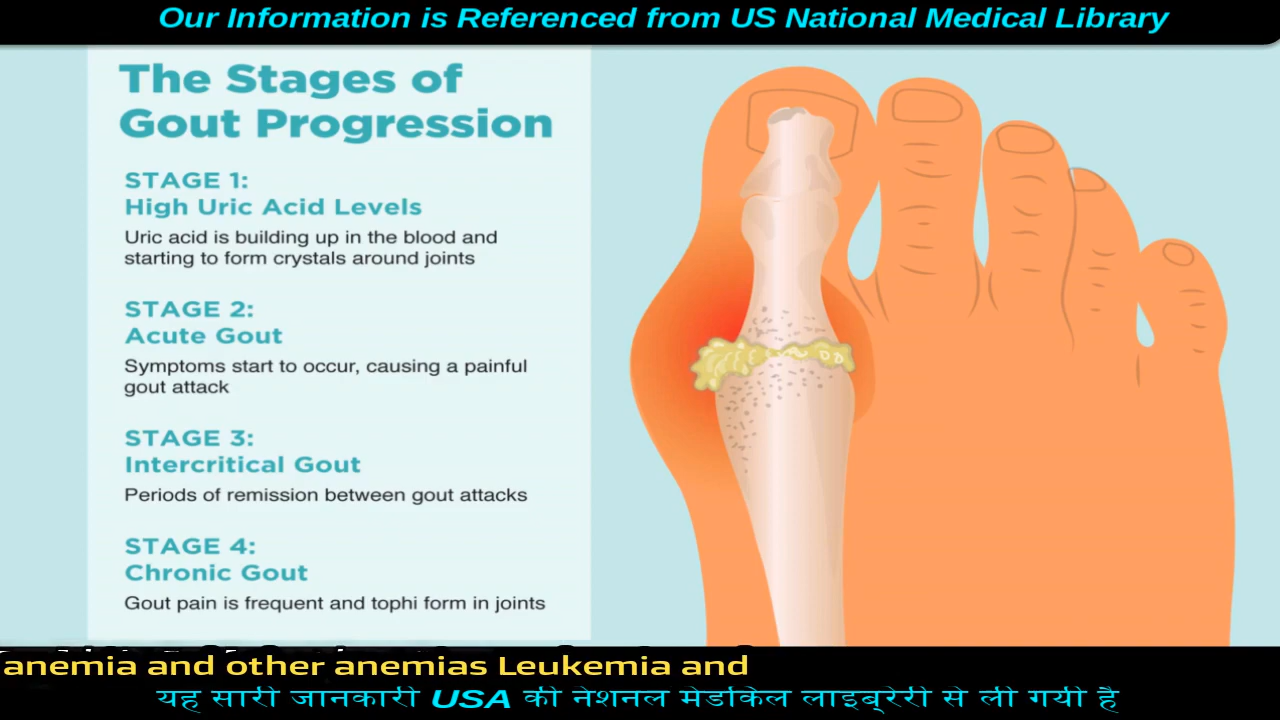 Our Information is Referenced from US National Medical Library
The Stages of
Gout Progression
STAGE 1:
High Uric Acid Levels
Uric acid is building up in the blood and
starting to form crystals around joints
STAGE 2:
Acute Gout
Symptoms start to occur, causing a painful
gout attack
STAGE 3:
Intercritical Gout
Periods of remission between gout attacks
STAGE 4:
Chronic Gout
Gout pain is frequent and tophi form in joints
anemia and other anemias Leukemia and
यह सारी जानकारी USA की नेशनल मेडकिल लाइब्रेरी से ली गयी है